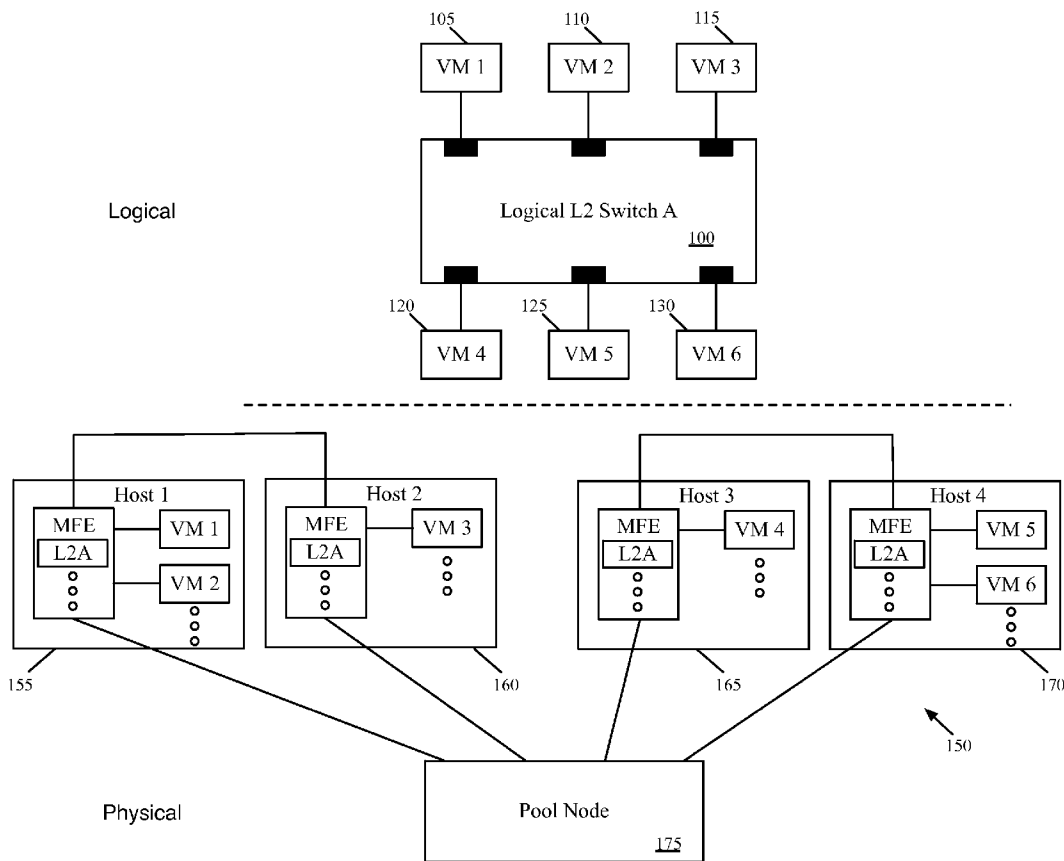 105
110
115
VM 1
VM 2
VM 3
Logical
Logical L2 Switch A
100
120
125
130
VM 4
VM 5
VM 6
Host 1
Host 2
Host 3
Host 4
MFE
VM 1
MFE
VM 3
MFE
VM 4
MFE
VM 5
L2A
L2A
L2A
L2A
VM 2
VM 6
155
160
165
170
150
Physical
Pool Node
175